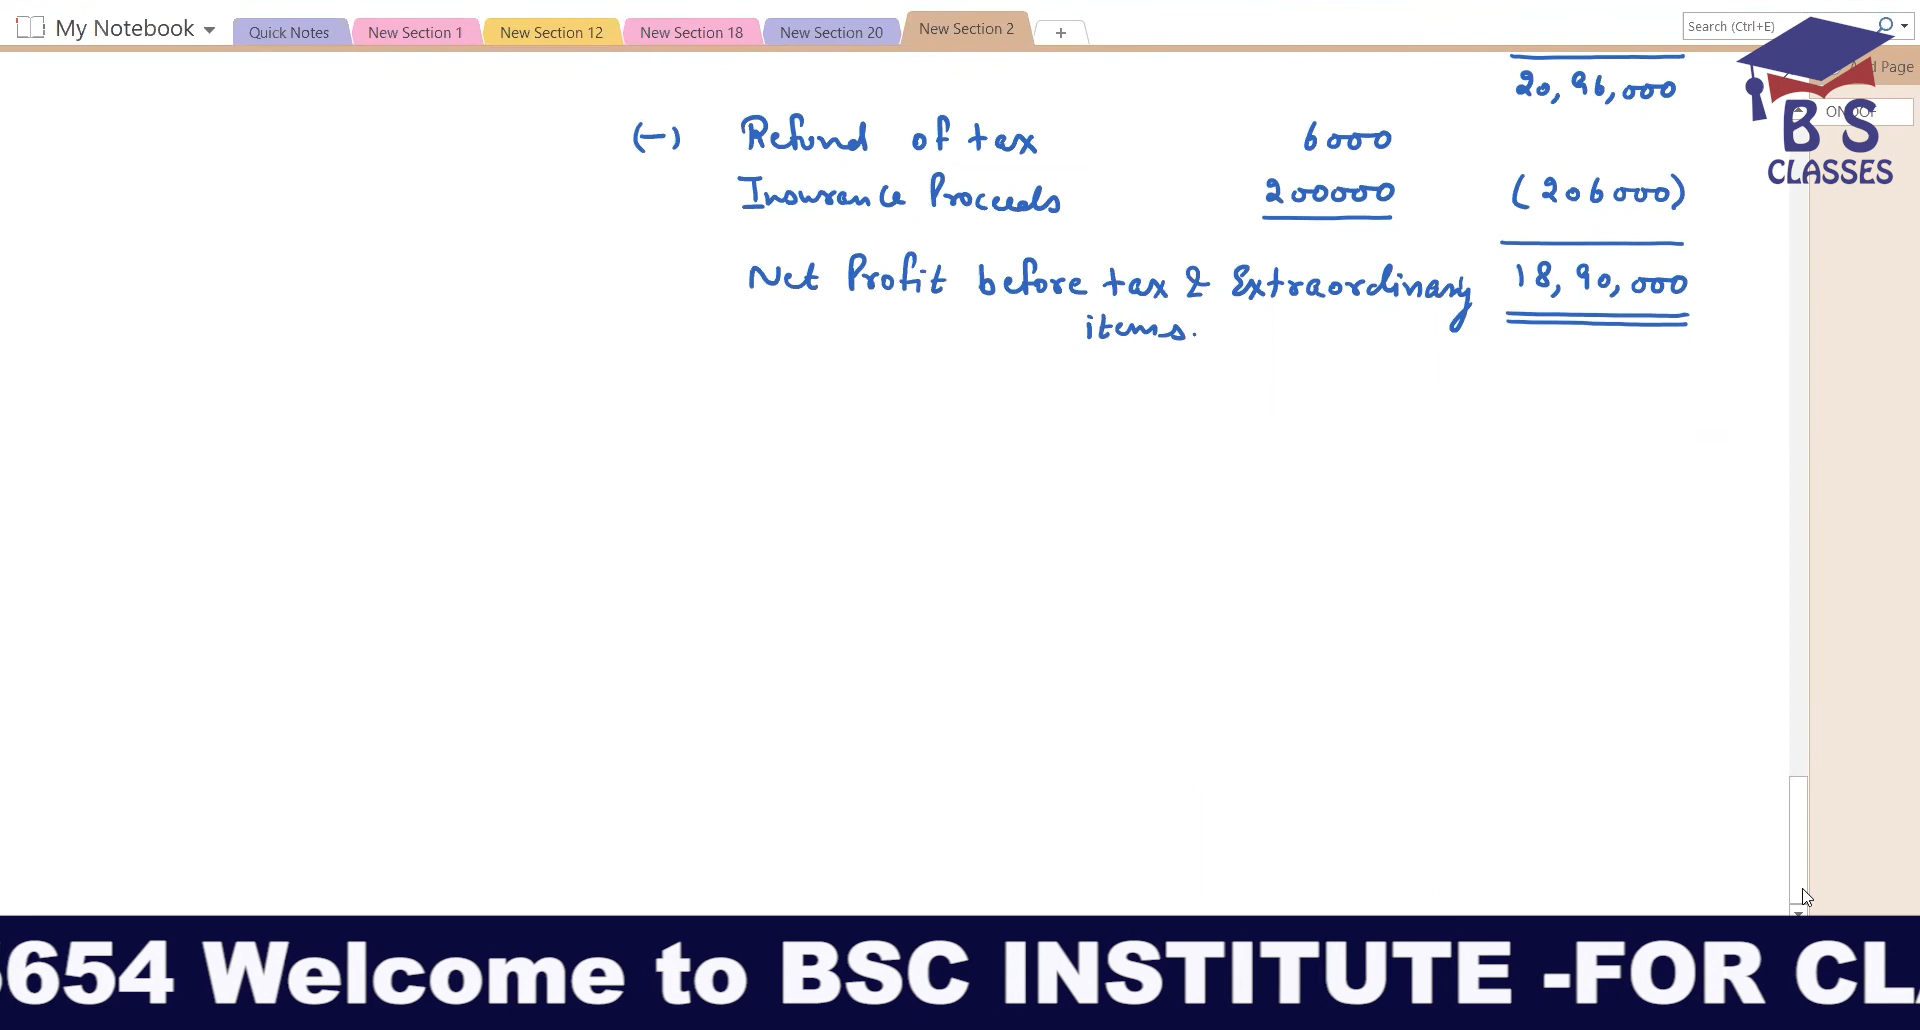 My Notebook
Quick Notes
New Section 1
New Section 12
New Section 18
New Section 20
New Section 2
+
Search (Ctrl+E)
d Page
BS
CLASSES
20,96,000
(-) Refund of tax 6000
Insurance Proceeds 200000 (206000)
Net Profit before tax & Extraordinary 18,90,000
items.
654 Welcome to BSC INSTITUTE -FOR CL